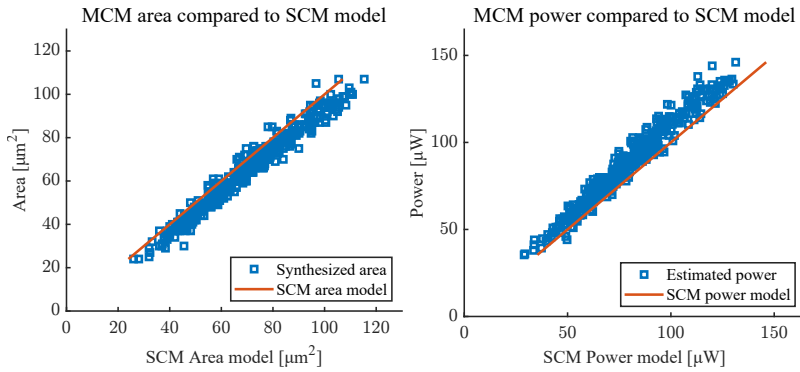 MCM area compared to SCM model
120
100
80
60
40
20
0
Area [μm²]
Synthesized area
SCM area model
0 20 40 60 80 100 120
SCM Area model [μm²]
MCM power compared to SCM model
150
100
50
0
Power [μW]
Estimated power
SCM power model
0 50 100 150
SCM Power model [μW]